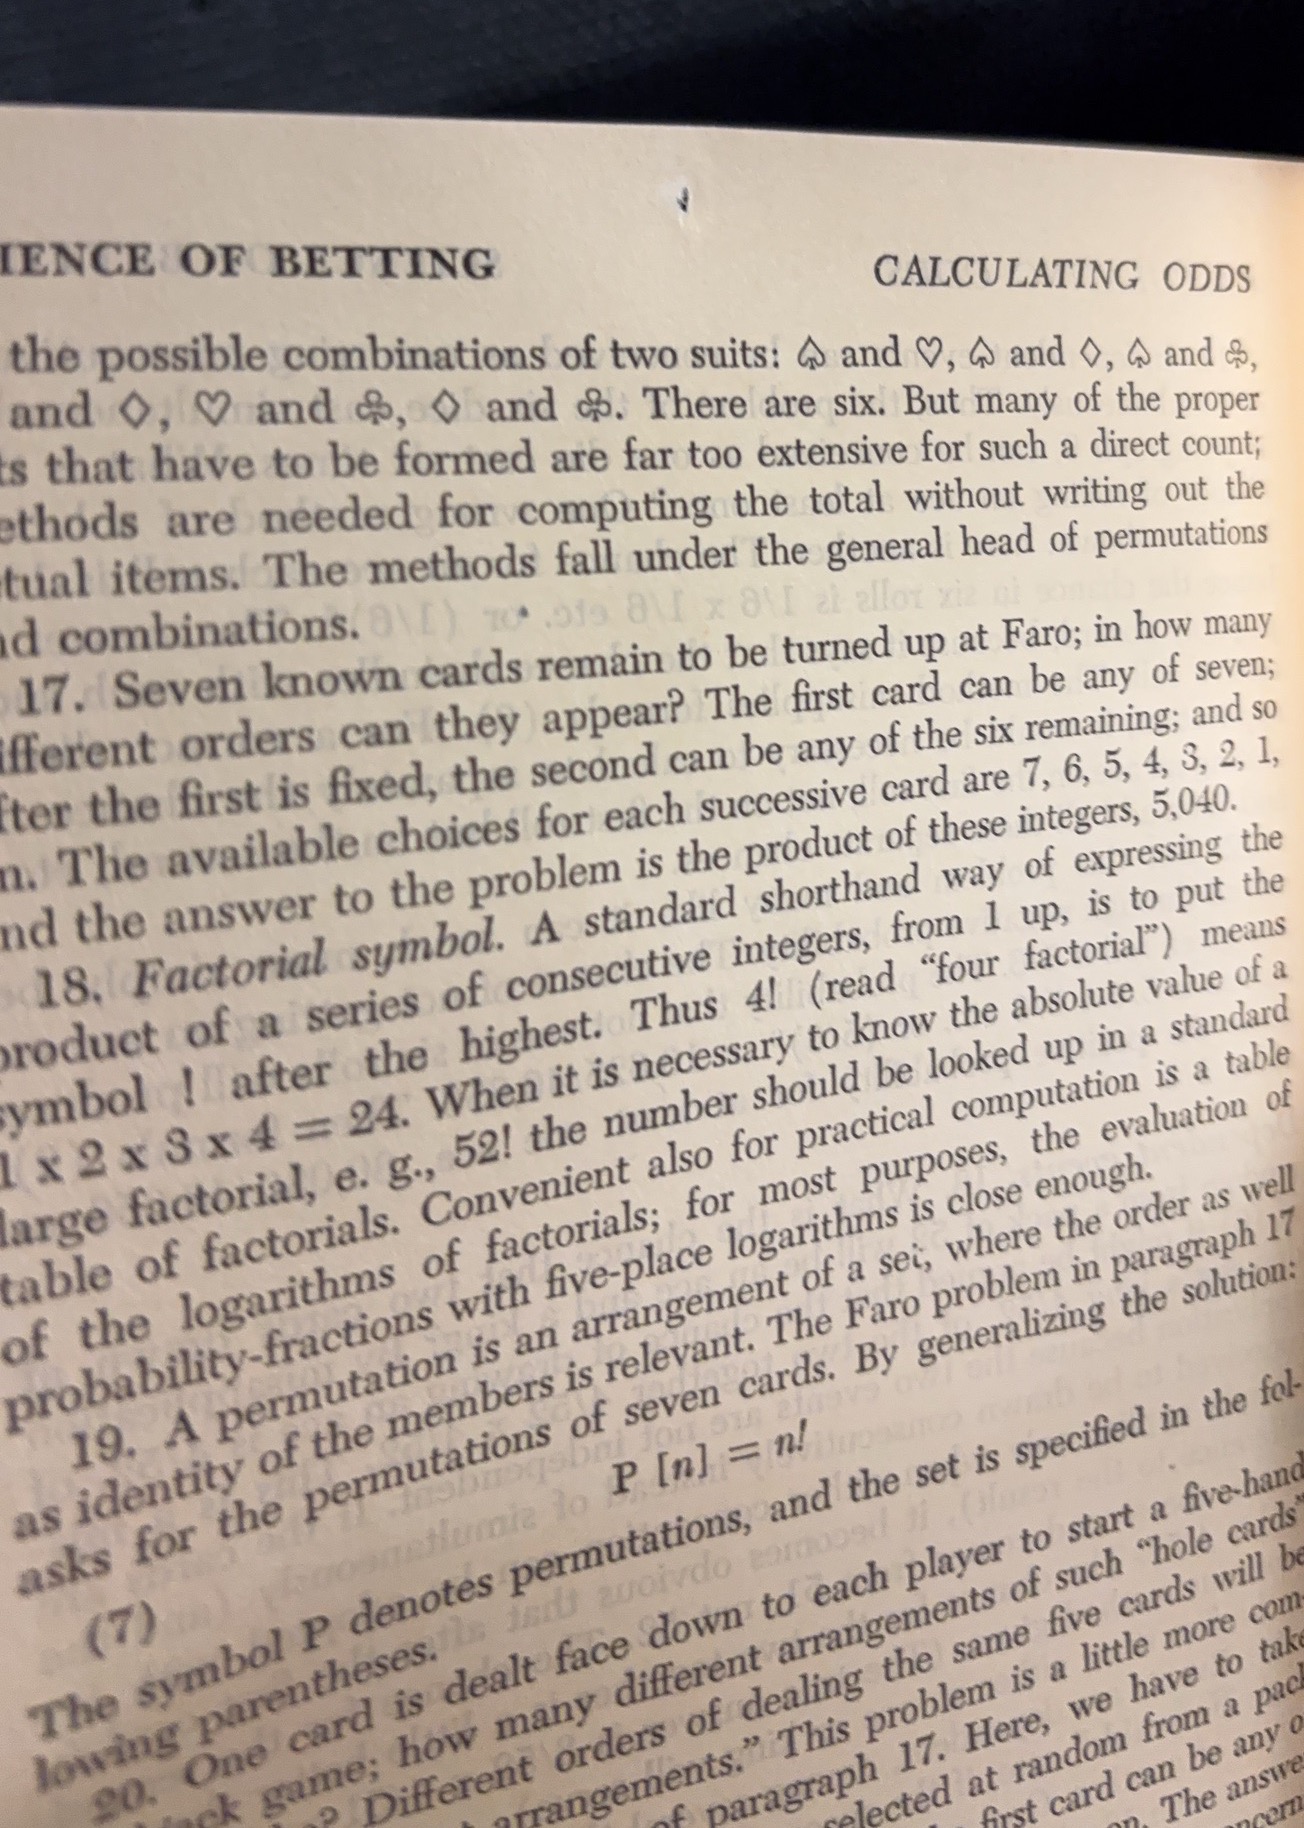 IENCE OF BETTING CALCULATING ODDS
the possible combinations of two suits: ♤ and ♡, ♤ and ♢, ♤ and ♧,
and ♢, ♡ and ♧, ♢ and ♧. There are six. But many of the proper
ts that have to be formed are far too extensive for such a direct count;
ethods are needed for computing the total without writing out the
tual items. The methods fall under the general head of permutations
nd combinations.
17. Seven known cards remain to be turned up at Faro; in how many
ifferent orders can they appear? The first card can be any of seven;
fter the first is fixed, the second can be any of the six remaining; and so
n. The available choices for each successive card are 7, 6, 5, 4, 3, 2, 1,
nd the answer to the problem is the product of these integers, 5,040.
18. Factorial symbol. A standard shorthand way of expressing the
product of a series of consecutive integers, from 1 up, is to put the
symbol ! after the highest. Thus 4! (read “four factorial”) means
1 x 2 x 3 x 4 = 24. When it is necessary to know the absolute value of a
large factorial, e. g., 52! the number should be looked up in a standard
table of factorials. Convenient also for practical computation is a table
of the logarithms of factorials; for most purposes, the evaluation of
probability-fractions with five-place logarithms is close enough.
19. A permutation is an arrangement of a set, where the order as well
as identity of the members is relevant. The Faro problem in paragraph 17
asks for the permutations of seven cards. By generalizing the solution:
(7) P [n] = n!
The symbol P denotes permutations, and the set is specified in the fol-
lowing parentheses.
20. One card is dealt face down to each player to start a five-hand
ack game; how many different arrangements of such “hole cards”
? Different orders of dealing the same five cards will be
arrangements.” This problem is a little more com-
of paragraph 17. Here, we have to take
selected at random from a pack
first card can be any o
n. The answe
ncern